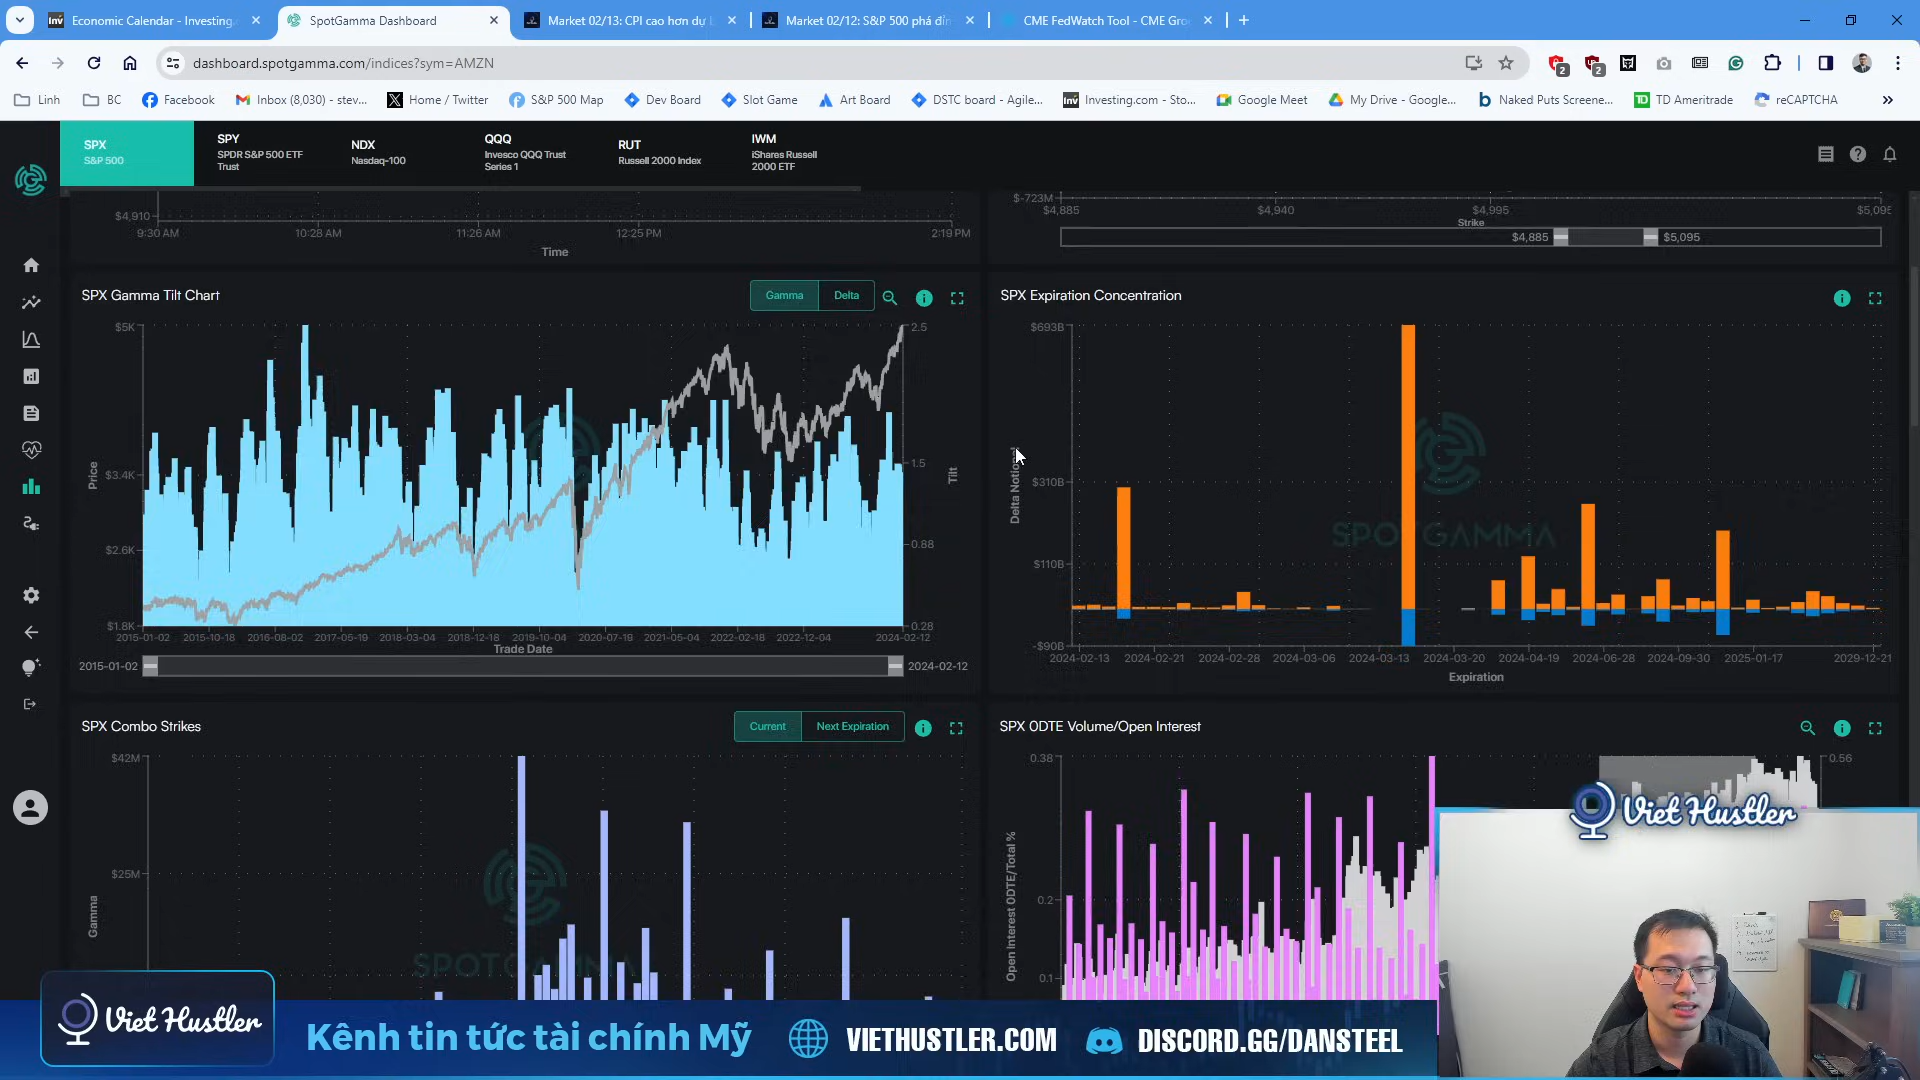 Economic Calendar - Investing.
SpotGamma Dashboard
Market 02/13: CPI cao hơn dự
Market 02/12: S&P 500 phá đỉn
CME FedWatch Tool - CME Gro
dashboard.spotgamma.com/indices?sym=AMZN
2
2
Linh
BC
Facebook
Inbox (8,030) - stev...
Home / Twitter
S&P 500 Map
Dev Board
Slot Game
Art Board
DSTC board - Agile...
Investing.com - Sto...
Google Meet
My Drive - Google...
Naked Puts Screene...
TD Ameritrade
reCAPTCHA
SPX
S&P 500
SPY
SPDR S&P 500 ETF
Trust
NDX
Nasdaq-100
QQQ
Invesco QQQ Trust
Series 1
RUT
Russell 2000 Index
IWM
iShares Russell
2000 ETF
$4,910
9:30 AM 10:28 AM 11:26 AM 12:25 PM 2:19 PM
Time
$-723M
$4,885 $4,940 $4,995 $5,095
Strike
$4,885 $5,095
SPX Gamma Tilt Chart
Gamma Delta
$5K
$3.4K
$2.6K
$1.8K
Price
2.5
1.5
0.88
0.28
Tilt
2015-01-02 2015-10-18 2016-08-02 2017-05-19 2018-03-04 2018-12-18 2019-10-04 2020-07-19 2021-05-04 2022-02-18 2022-12-04 2024-02-12
Trade Date
2015-01-02 2024-02-12
SPX Expiration Concentration
$693B
$310B
$110B
-$90B
Delta Notional
SPOTGAMMA
2024-02-13 2024-02-21 2024-02-28 2024-03-06 2024-03-13 2024-03-20 2024-04-19 2024-06-28 2024-09-30 2025-01-17 2029-12-21
Expiration
SPX Combo Strikes
Current Next Expiration
$42M
$25M
Gamma
SPOTGAMMA
SPX 0DTE Volume/Open Interest
0.38
0.2
0.1
0.56
Open Interest 0DTE/Total %
Viet Hustler
Viet Hustler
Kênh tin tức tài chính Mỹ
VIETHUSTLER.COM
DISCORD.GG/DANSTEEL